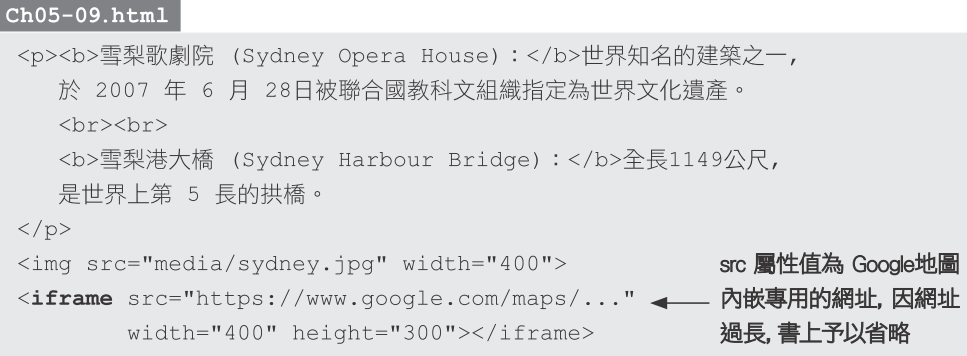 Ch05-09.html
<p><b>雪梨歌劇院 (Sydney Opera House)：</b>世界知名的建築之一,
於 2007 年 6 月 28日被聯合國教科文組織指定為世界文化遺產。
<br><br>
<b>雪梨港大橋 (Sydney Harbour Bridge)：</b>全長1149公尺,
是世界上第 5 長的拱橋。
</p>
<img src="media/sydney.jpg" width="400">
<iframe src="https://www.google.com/maps/..."
width="400" height="300"></iframe>
src 屬性值為 Google地圖
內嵌專用的網址, 因網址
過長, 書上予以省略